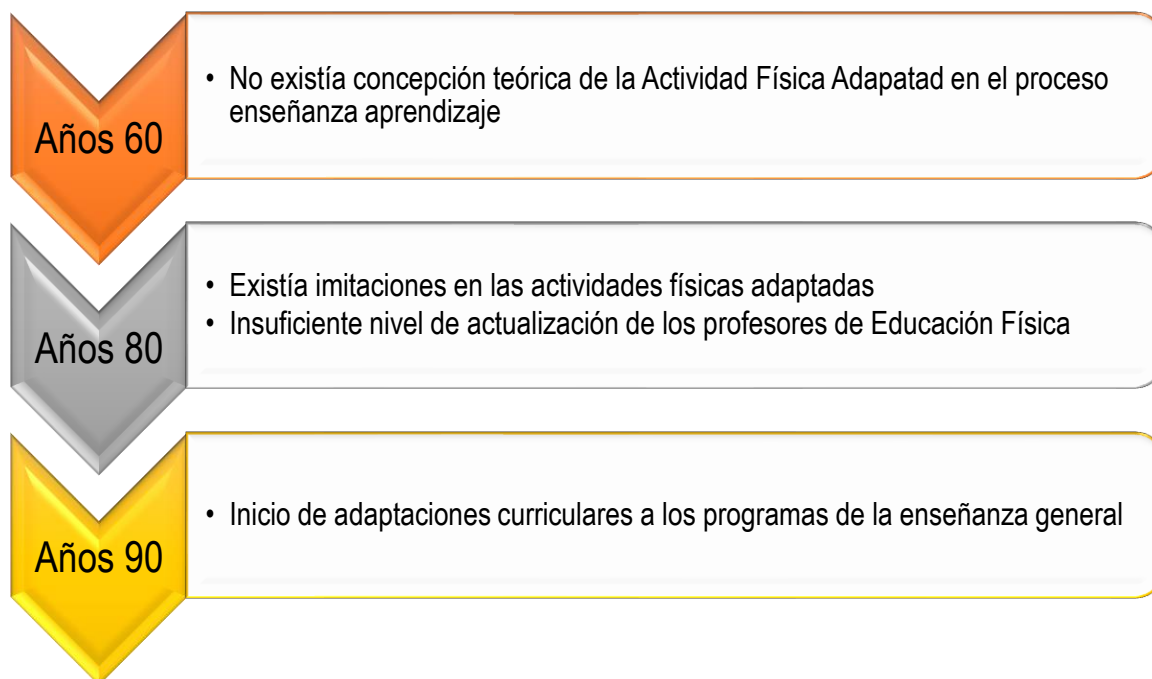 Años 60
• No existía concepción teórica de la Actividad Física Adapatad en el proceso
enseñanza aprendizaje
Años 80
• Existía imitaciones en las actividades físicas adaptadas
• Insuficiente nivel de actualización de los profesores de Educación Física
Años 90
• Inicio de adaptaciones curriculares a los programas de la enseñanza general